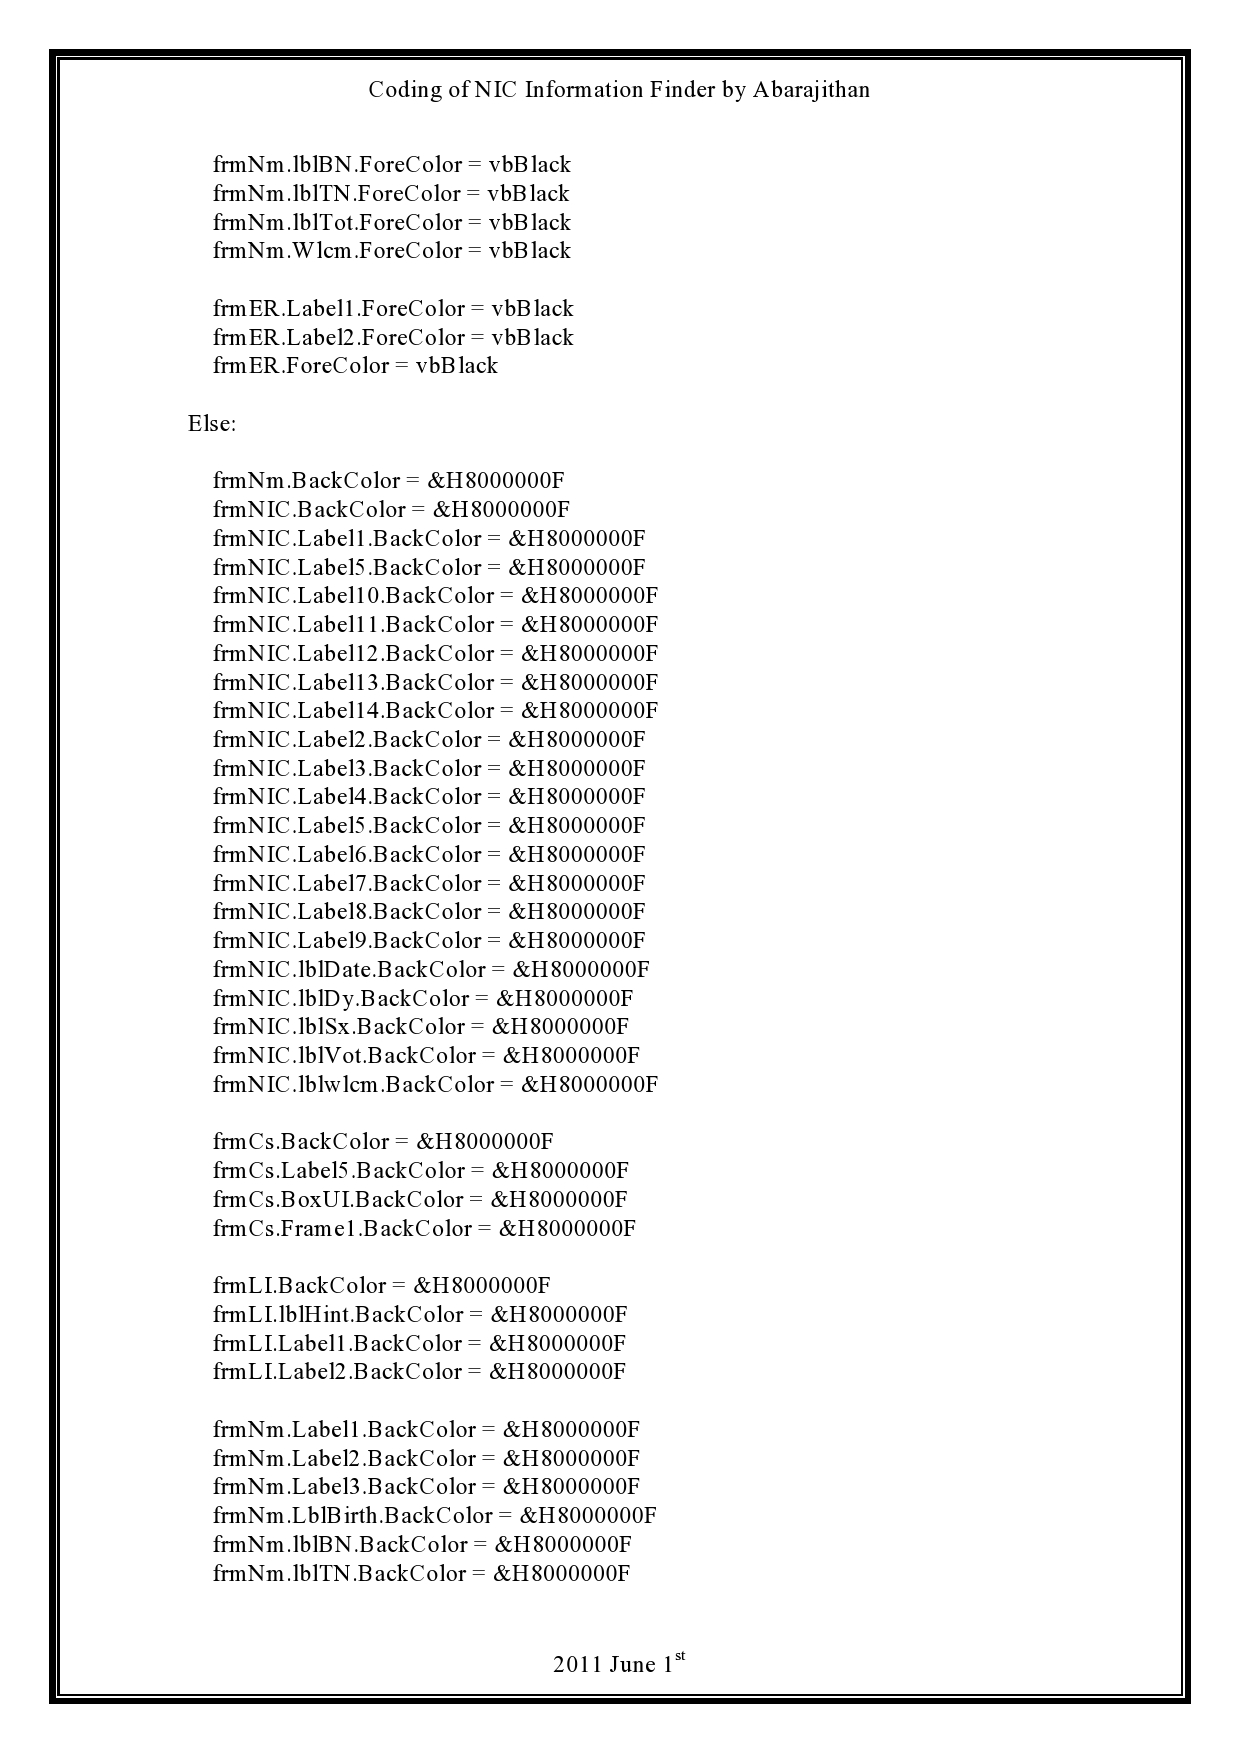 Coding of NIC Information Finder by Abarajithan
frmNm.lblBN.ForeColor = vbBlack
frmNm.lblTN.ForeColor = vbBlack
frmNm.lblTot.ForeColor = vbBlack
frmNm.Wlcm.ForeColor = vbBlack
frmER.Label1.ForeColor = vbBlack
frmER.Label2.ForeColor = vbBlack
frmER.ForeColor = vbBlack
Else:
frmNm.BackColor = &H8000000F
frmNIC.BackColor = &H8000000F
frmNIC.Label1.BackColor = &H8000000F
frmNIC.Label5.BackColor = &H8000000F
frmNIC.Label10.BackColor = &H8000000F
frmNIC.Label11.BackColor = &H8000000F
frmNIC.Label12.BackColor = &H8000000F
frmNIC.Label13.BackColor = &H8000000F
frmNIC.Label14.BackColor = &H8000000F
frmNIC.Label2.BackColor = &H8000000F
frmNIC.Label3.BackColor = &H8000000F
frmNIC.Label4.BackColor = &H8000000F
frmNIC.Label5.BackColor = &H8000000F
frmNIC.Label6.BackColor = &H8000000F
frmNIC.Label7.BackColor = &H8000000F
frmNIC.Label8.BackColor = &H8000000F
frmNIC.Label9.BackColor = &H8000000F
frmNIC.lblDate.BackColor = &H8000000F
frmNIC.lblDy.BackColor = &H8000000F
frmNIC.lblSx.BackColor = &H8000000F
frmNIC.lblVot.BackColor = &H8000000F
frmNIC.lblwlcm.BackColor = &H8000000F
frmCs.BackColor = &H8000000F
frmCs.Label5.BackColor = &H8000000F
frmCs.BoxUI.BackColor = &H8000000F
frmCs.Frame1.BackColor = &H8000000F
frmLI.BackColor = &H8000000F
frmLI.lblHint.BackColor = &H8000000F
frmLI.Label1.BackColor = &H8000000F
frmLI.Label2.BackColor = &H8000000F
frmNm.Label1.BackColor = &H8000000F
frmNm.Label2.BackColor = &H8000000F
frmNm.Label3.BackColor = &H8000000F
frmNm.LblBirth.BackColor = &H8000000F
frmNm.lblBN.BackColor = &H8000000F
frmNm.lblTN.BackColor = &H8000000F
2011 June 1st